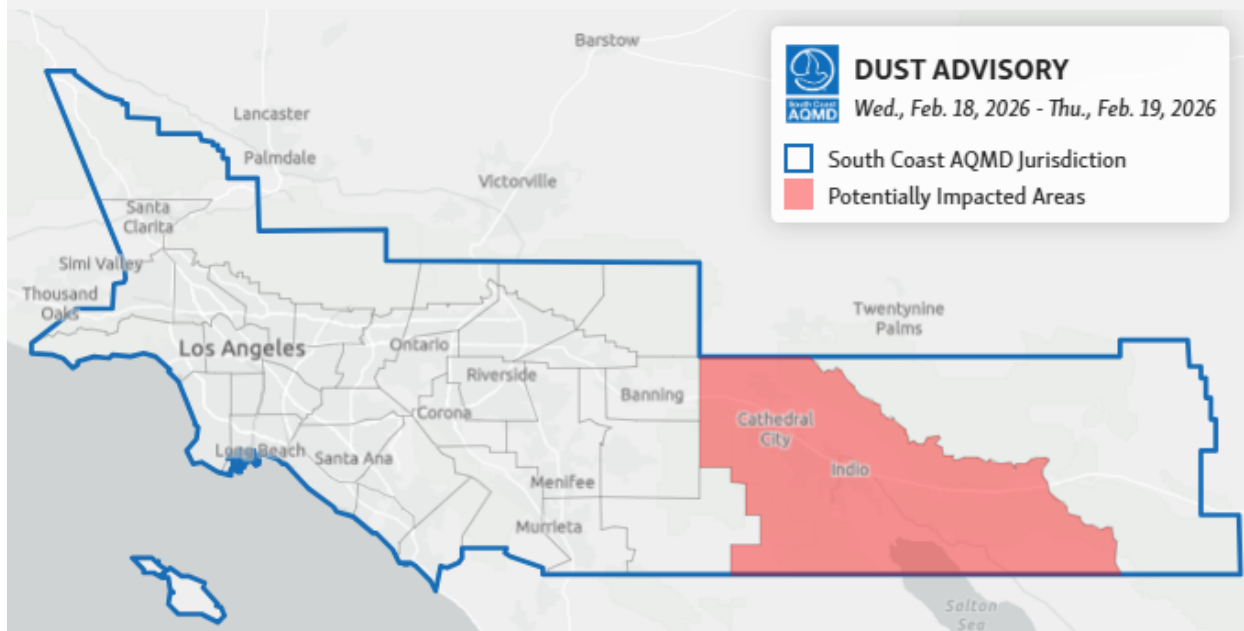 Barstow
DUST ADVISORY
South Coast
AQMD
Wed., Feb. 18, 2026 - Thu., Feb. 19, 2026
South Coast AQMD Jurisdiction
Potentially Impacted Areas
Lancaster
Palmdale
Victorville
Santa
Clarita
Simi Valley
Thousand
Oaks
Twentynine
Palms
Los Angeles
Ontario
Riverside
Banning
Corona
Cathedral
City
Long Beach
Santa Ana
Indio
Menifee
Murrieta
Salton
Sea